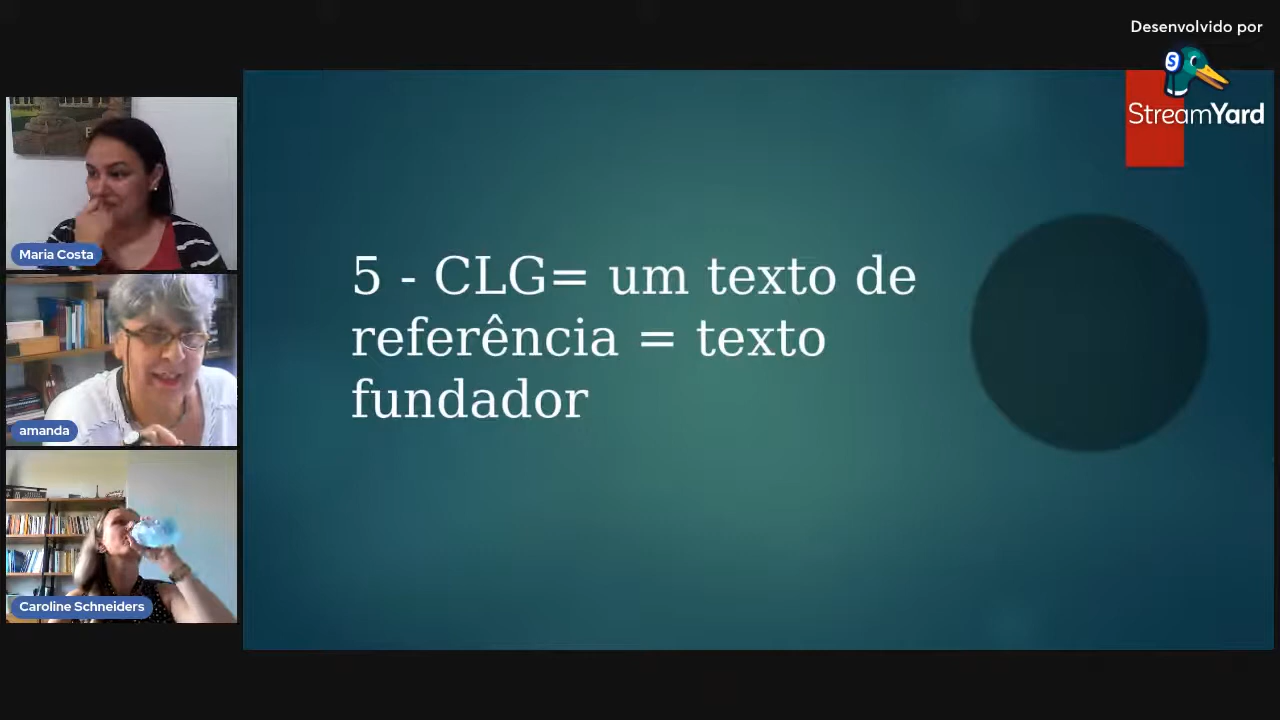 Desenvolvido por
StreamYard
Maria Costa
amanda
Caroline Schneiders
5 - CLG= um texto de
referência = texto
fundador